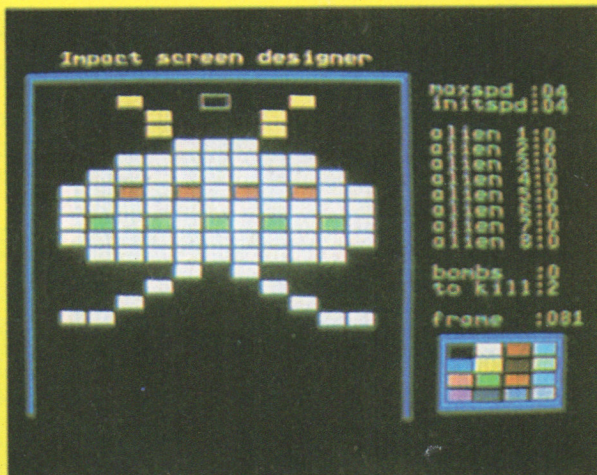 Impact screen designer
maxspd :04
initspd:04
alien 1:0
alien 2:0
alien 3:0
alien 4:0
alien 5:0
alien 6:0
alien 7:0
alien 8:0
bombs :0
to kill:2
frame :081